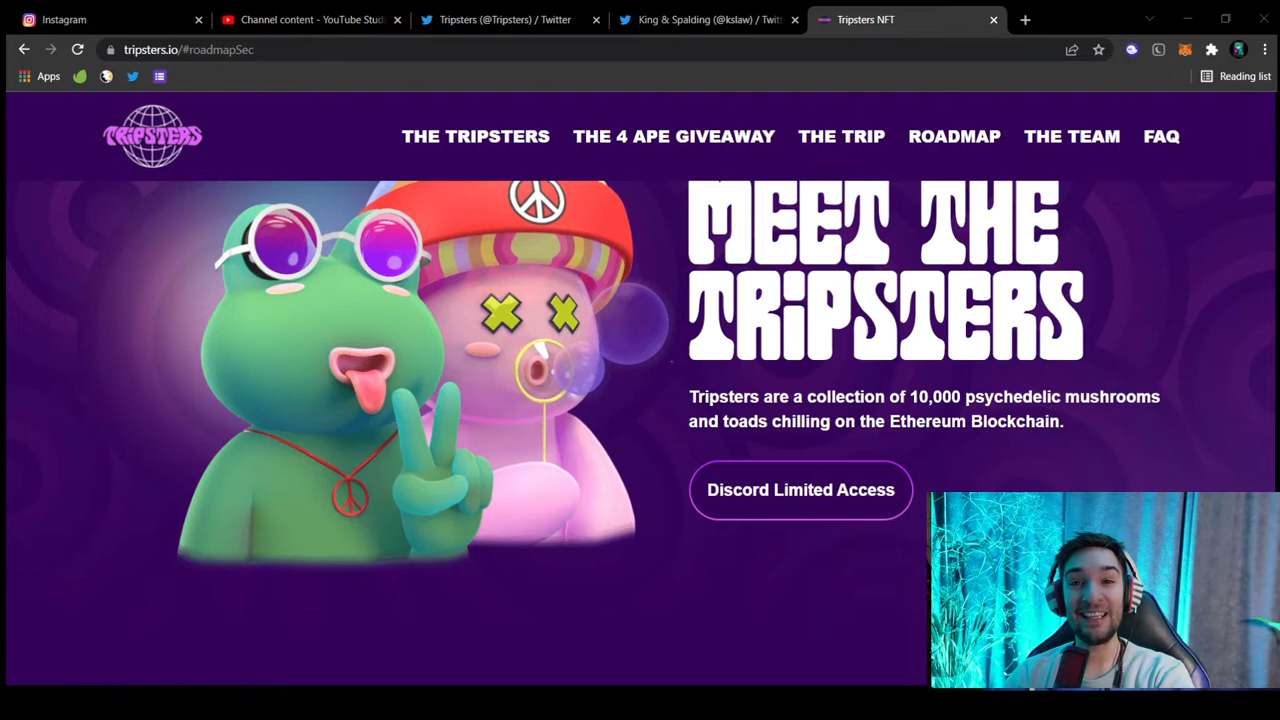 Instagram
Channel content - YouTube Stud
Tripsters (@Tripsters) / Twitter
King & Spalding (@kslaw) / Twitt
Tripsters NFT
tripsters.io/#roadmapSec
Apps
Reading list
TRIPSTERS
THE TRIPSTERS
THE 4 APE GIVEAWAY
THE TRIP
ROADMAP
THE TEAM
FAQ
MEET THE
TRIPSTERS
Tripsters are a collection of 10,000 psychedelic mushrooms
and toads chilling on the Ethereum Blockchain.
Discord Limited Access